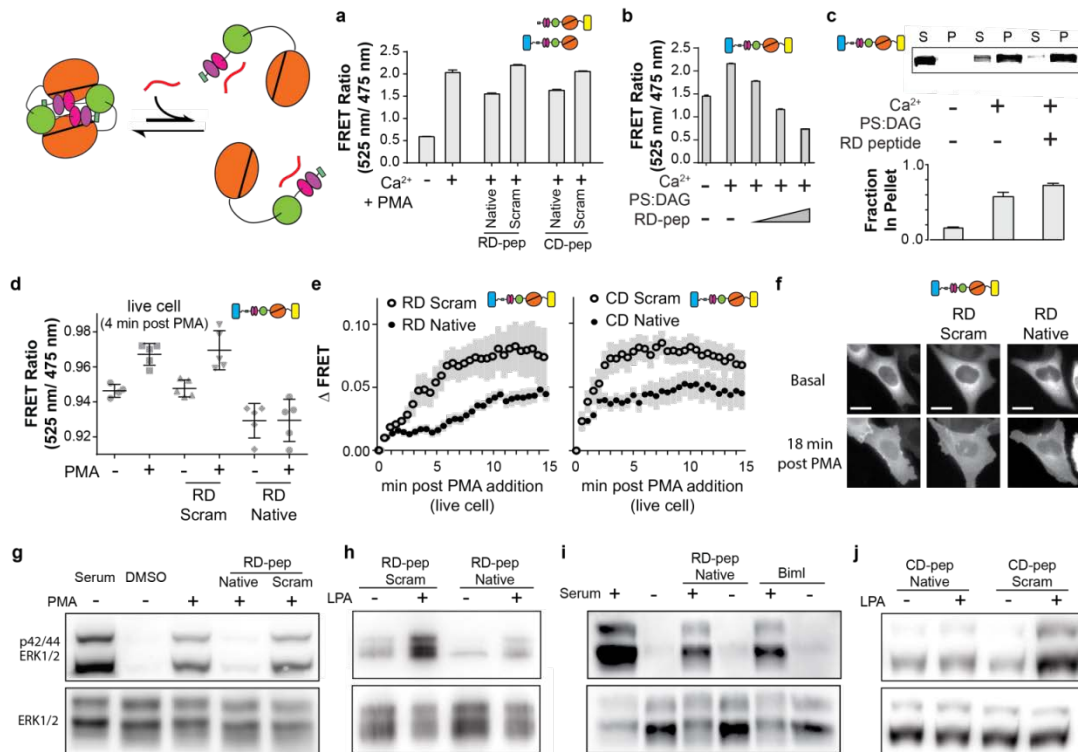 a
FRET Ratio
(525 nm/ 475 nm)
2.5
2.0
1.5
1.0
0.5
0.0
- + + + + + Ca²⁺
+ PMA
Native
Scram
Native
Scram
RD-pep
CD-pep
b
FRET Ratio
(525 nm/ 475 nm)
2.5
2.0
1.5
1.0
0.5
0.0
- + + + + Ca²⁺
PS:DAG
- - RD-pep
c
S P S P S P
- + + Ca²⁺
PS:DAG
- - + RD peptide
Fraction
In Pellet
1.0
0.0
d
live cell
(4 min post PMA)
FRET Ratio
(525 nm/ 475 nm)
0.98
0.96
0.94
0.92
PMA - + - + - +
RD
Scram
RD
Native
e
Δ FRET
0.10
0.05
0
RD Scram
RD Native
0 5 10 15
min post PMA addition
(live cell)
CD Scram
CD Native
0 5 10 15
min post PMA addition
(live cell)
f
RD
Scram
RD
Native
Basal
18 min
post PMA
g
RD-pep
Serum DMSO Native Scram
PMA - - + + +
p42/44
ERK1/2
ERK1/2
h
RD-pep
Scram
RD-pep
Native
LPA - + - +
i
RD-pep
Native
BimI
Serum + - + - + -
j
CD-pep
Native
CD-pep
Scram
LPA - + - +